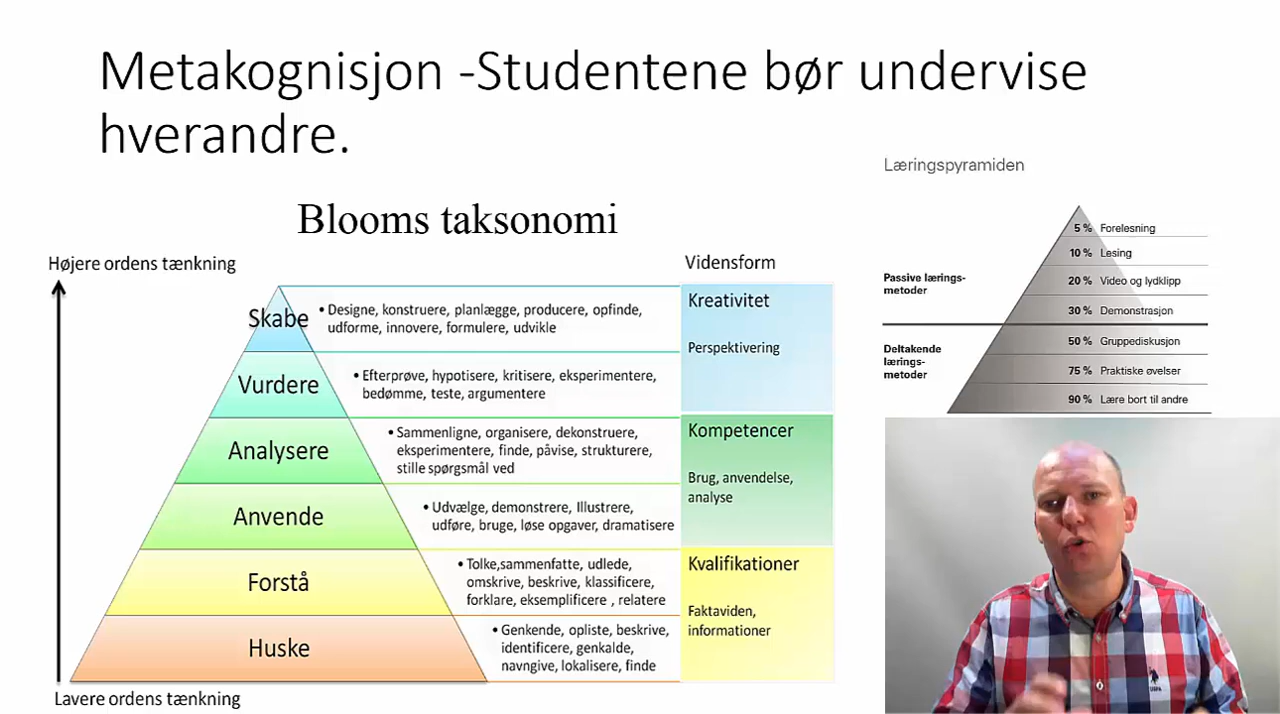 Metakognisjon -Studentene bør undervise
hverandre.
Blooms taksonomi
Højere ordens tænkning
Vidensform
Skabe
• Designe, konstruere, planlægge, producere, opfinde,
udforme, innovere, formulere, udvikle
Kreativitet
Perspektivering
Vurdere
• Efterprøve, hypotisere, kritisere, eksperimentere,
bedømme, teste, argumentere
Analysere
• Sammenligne, organisere, dekonstruere,
eksperimentere, finde, påvise, strukturere,
stille spørgsmål ved
Kompetencer
Brug, anvendelse,
analyse
Anvende
• Udvælge, demonstrere, Illustrere,
udføre, bruge, løse opgaver, dramatisere
Forstå
• Tolke,sammenfatte, udlede,
omskrive, beskrive, klassificere,
forklare, eksemplificere , relatere
Kvalifikationer
Faktaviden,
informationer
Huske
• Genkende, opliste, beskrive,
identificere, genkalde,
navngive, lokalisere, finde
Lavere ordens tænkning
Læringspyramiden
5 % Forelesning
10 % Lesing
Passive lærings-
metoder
20 % Video og lydklipp
30 % Demonstrasjon
Deltakende
lærings-
metoder
50 % Gruppediskusjon
75 % Praktiske øvelser
90 % Lære bort til andre